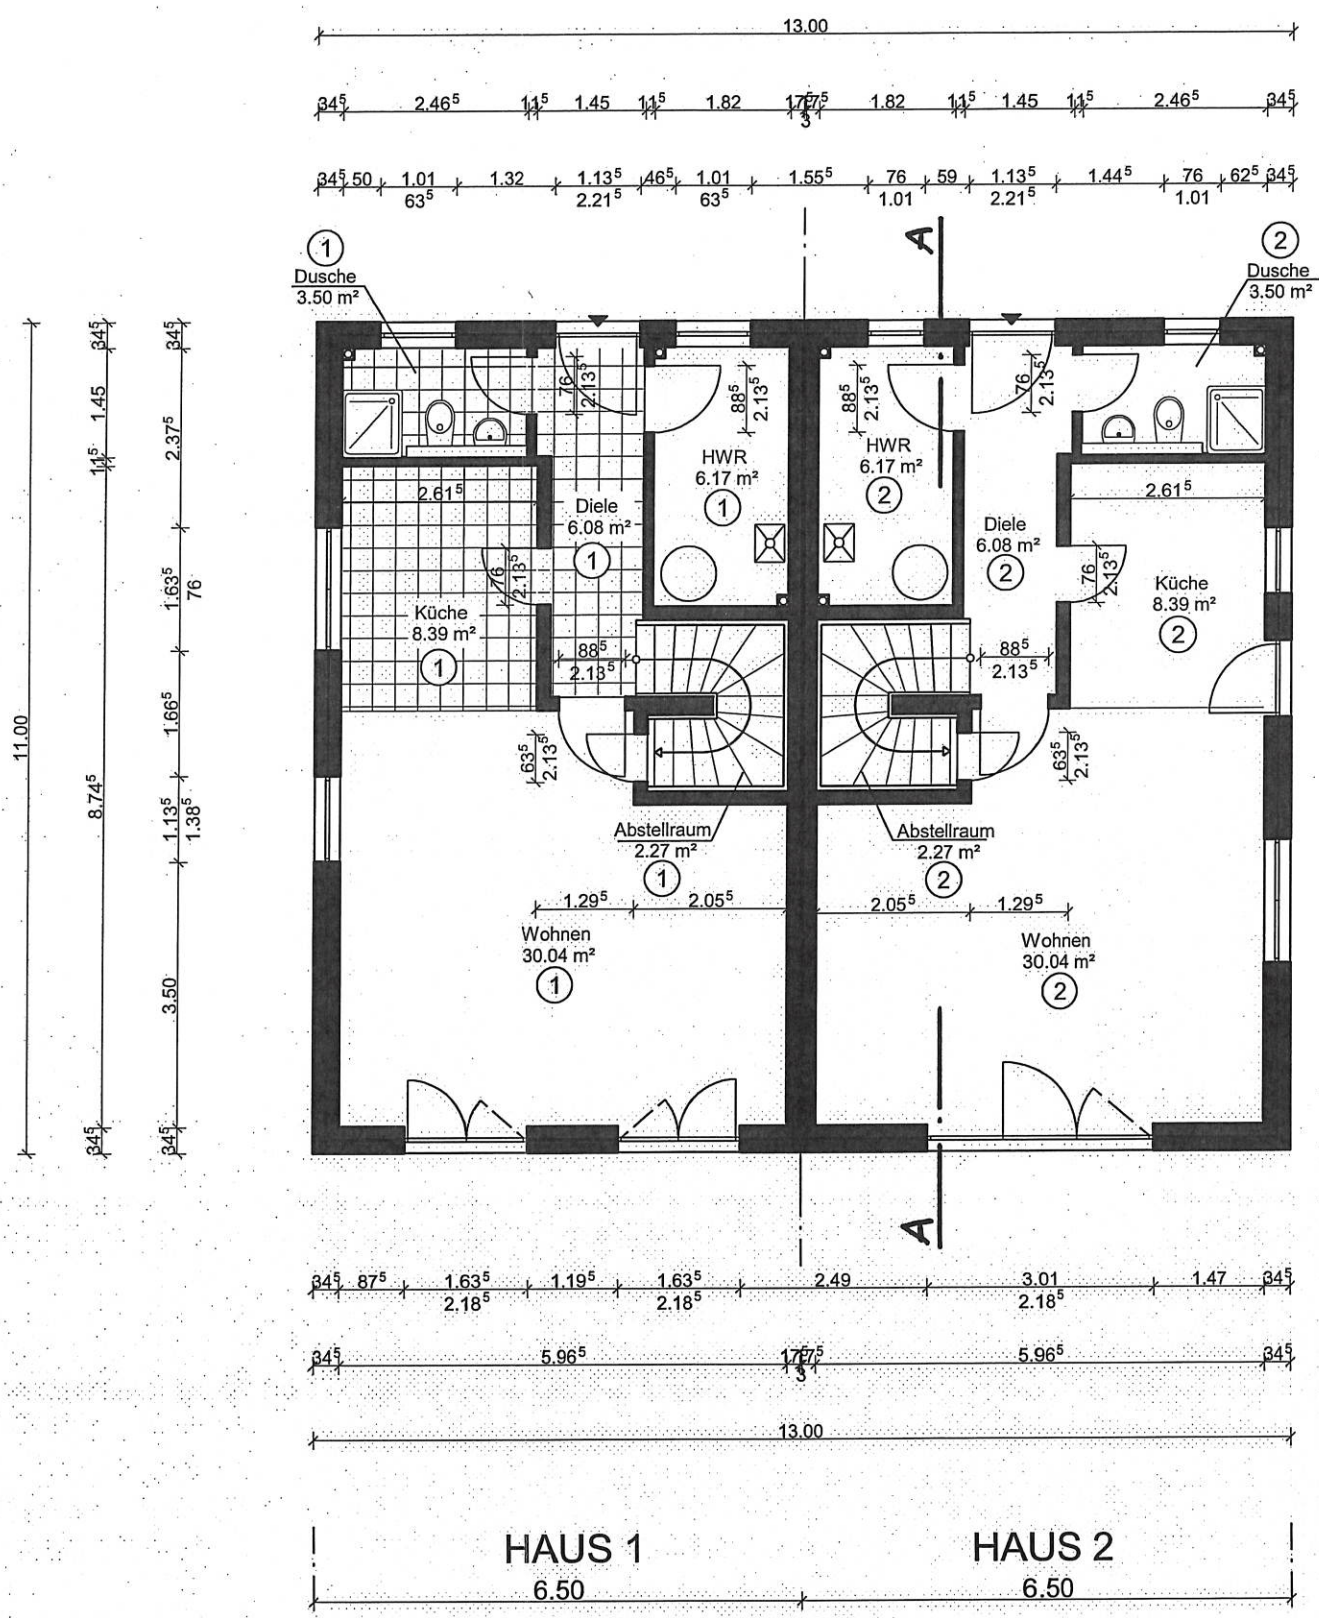 13.00
34⁵ 2.46⁵ 11⁵ 1.45 11⁵ 1.82 17⁵ 17⁵ 1.82 11⁵ 1.45 11⁵ 2.46⁵ 34⁵
3
34⁵ 50 1.01 1.32 1.13⁵ 46⁵ 1.01 1.55⁵ 76 59 1.13⁵ 1.44⁵ 76 62⁵ 34⁵
63⁵ 2.21⁵ 63⁵ 1.01 2.21⁵ 1.01
1
Dusche
3.50 m²
A
2
Dusche
3.50 m²
11.00
34⁵ 1.45 11⁵ 8.74⁵ 34⁵
34⁵ 2.37⁵ 1.63⁵ 1.66⁵ 1.13⁵ 3.50 34⁵
76 1.38⁵
76
2.13⁵
88⁵
2.13⁵
88⁵
2.13⁵
76
2.13⁵
HWR
6.17 m²
1
HWR
6.17 m²
2
2.61⁵
2.61⁵
Diele
6.08 m²
1
Diele
6.08 m²
2
76
2.13⁵
76
2.13⁵
Küche
8.39 m²
1
Küche
8.39 m²
2
88⁵
2.13⁵
88⁵
2.13⁵
63⁵
2.13⁵
63⁵
2.13⁵
Abstellraum
2.27 m²
1
Abstellraum
2.27 m²
2
1.29⁵ 2.05⁵ 2.05⁵ 1.29⁵
Wohnen
30.04 m²
1
Wohnen
30.04 m²
2
A
34⁵ 87⁵ 1.63⁵ 1.19⁵ 1.63⁵ 2.49 3.01 1.47 34⁵
2.18⁵ 2.18⁵ 2.18⁵
34⁵ 5.96⁵ 17⁵ 17⁵ 5.96⁵ 34⁵
3
13.00
HAUS 1 HAUS 2
6.50 6.50